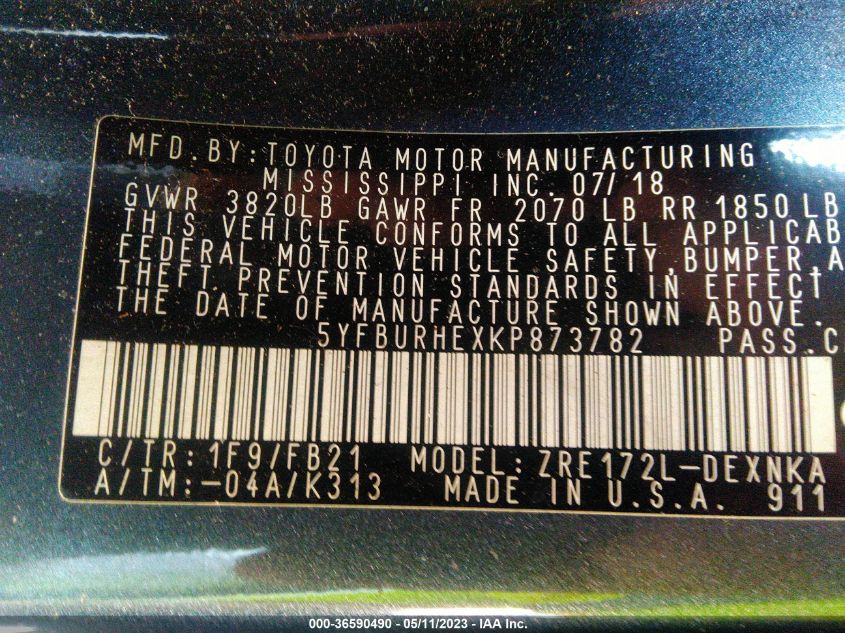 MFD.BY:TOYOTA MOTOR MANUFACTURING
MISSISSIPPI INC. 07/18
GVWR 3820LB GAWR FR 2070 LB RR 1850 LB
THIS VEHICLE CONFORMS TO ALL APPLICAB
FEDERAL MOTOR VEHICLE SAFETY,BUMPER,A
THEFT PREVENTION STANDARDS IN EFFECT
THE DATE OF MANUFACTURE SHOWN ABOVE.
5YFBURHEXKP873782 PASS.C
C/TR:1F9/FB21 MODEL:ZRE172L-DEXNKA
A/TM:-04A/K313 MADE IN U.S.A. 911
000-36590490 - 05/11/2023 - IAA Inc.